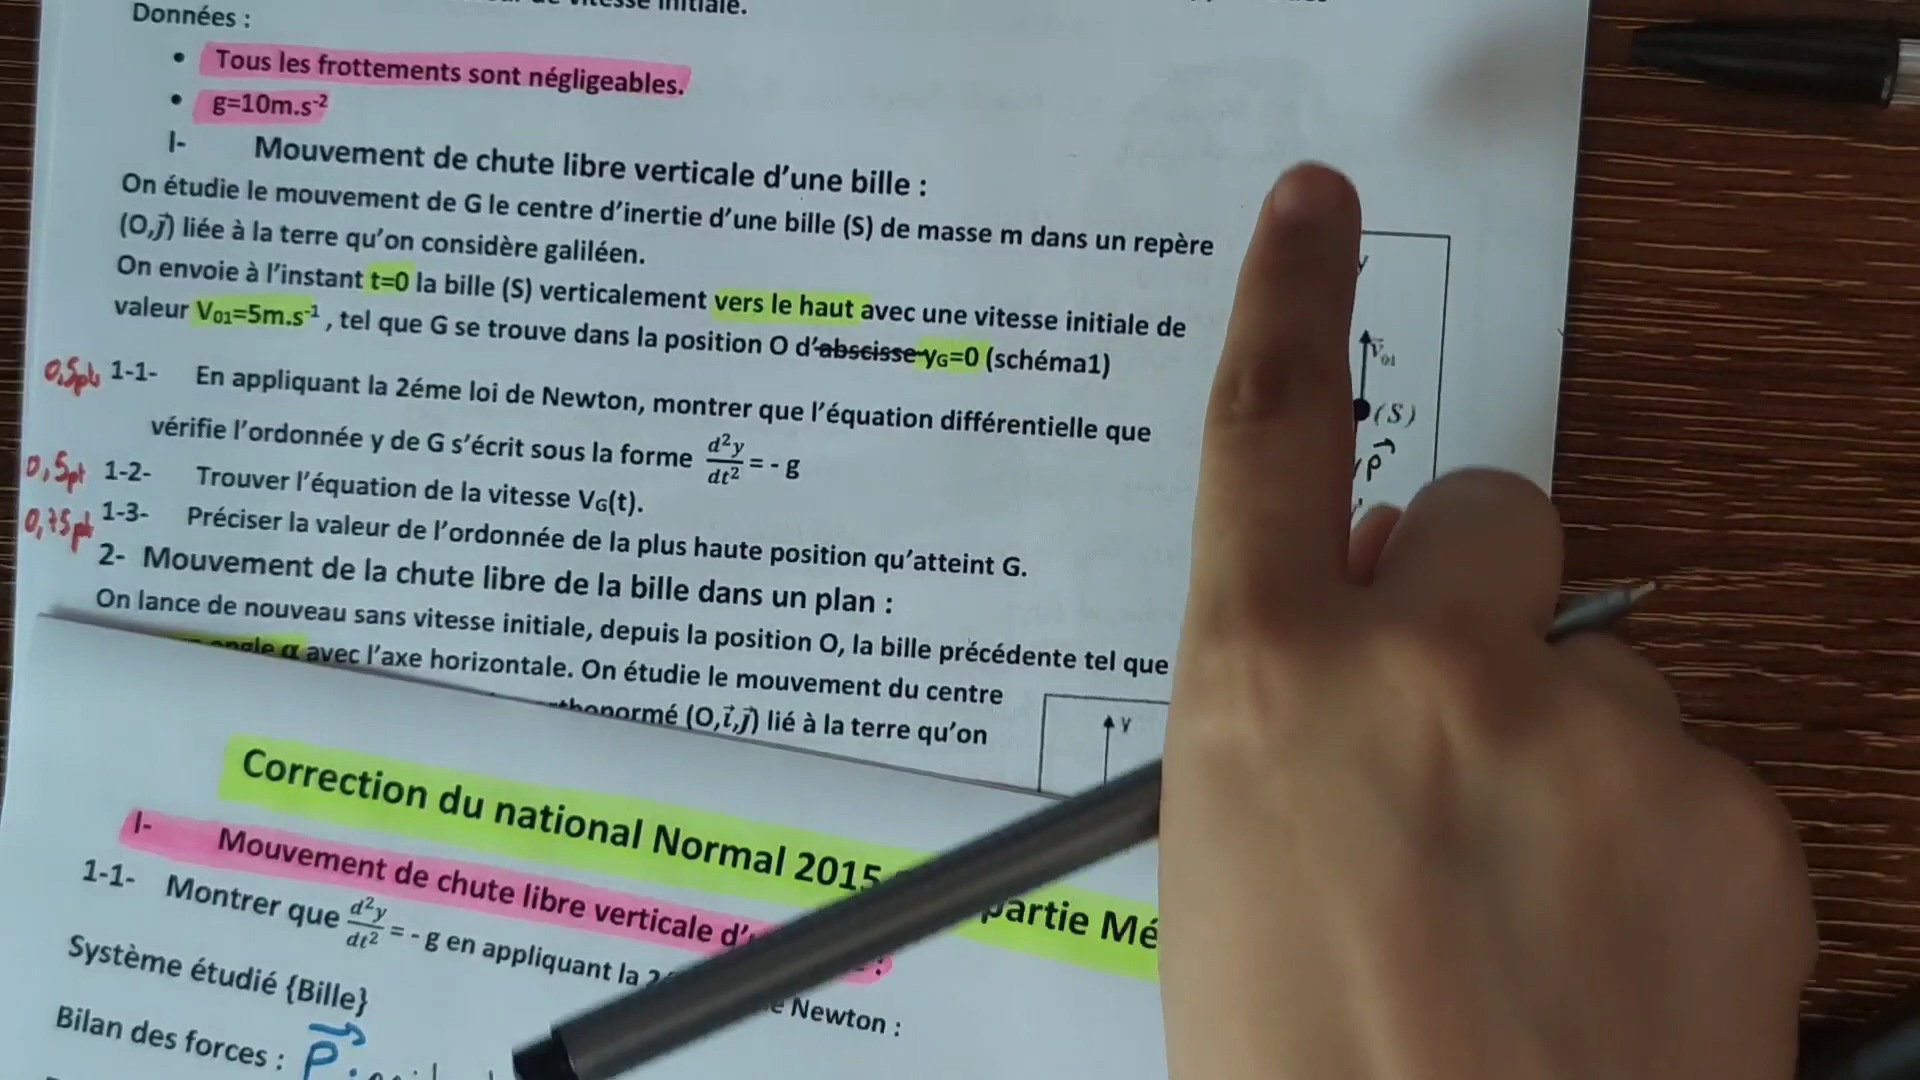 vitesse initiale.
Données :
• Tous les frottements sont négligeables.
• g=10m.s⁻²
I- Mouvement de chute libre verticale d'une bille :
On étudie le mouvement de G le centre d'inertie d'une bille (S) de masse m dans un repère
(O,j⃗) liée à la terre qu'on considère galiléen.
On envoie à l'instant t=0 la bille (S) verticalement vers le haut avec une vitesse initiale de
valeur V₀₁=5m.s⁻¹ , tel que G se trouve dans la position O d'abscisse y_G=0 (schéma1)
0,5pt 1-1- En appliquant la 2éme loi de Newton, montrer que l'équation différentielle que
vérifie l'ordonnée y de G s'écrit sous la forme d²y/dt² = - g
0,5pt 1-2- Trouver l'équation de la vitesse V_G(t).
0,75pt 1-3- Préciser la valeur de l'ordonnée de la plus haute position qu'atteint G.
2- Mouvement de la chute libre de la bille dans un plan :
On lance de nouveau sans vitesse initiale, depuis la position O, la bille précédente tel que
angle α avec l'axe horizontale. On étudie le mouvement du centre
(O,i⃗,j⃗) lié à la terre qu'on
y
V⃗₀₁
(S)
P⃗
y
Correction du national Normal 2015 partie Mé
I- Mouvement de chute libre verticale d'
1-1- Montrer que d²y/dt² = - g en appliquant la Newton :
Système étudié {Bille}
Bilan des forces : P⃗ :